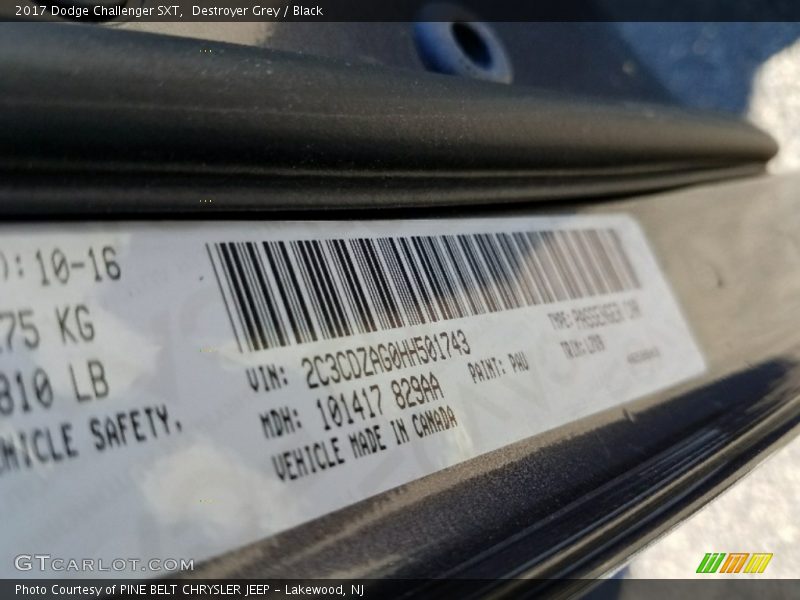 2017 Dodge Challenger SXT, Destroyer Grey / Black
): 10-16
75 KG
810 LB
HICLE SAFETY.
VIN: 2C3CDZAG0HH501743
MDH: 101417 829AA
VEHICLE MADE IN CANADA
PAINT: PAU
TYPE: PASSENGER CAR
TRIM:
GTCARLOT.COM
Photo Courtesy of PINE BELT CHRYSLER JEEP – Lakewood, NJ